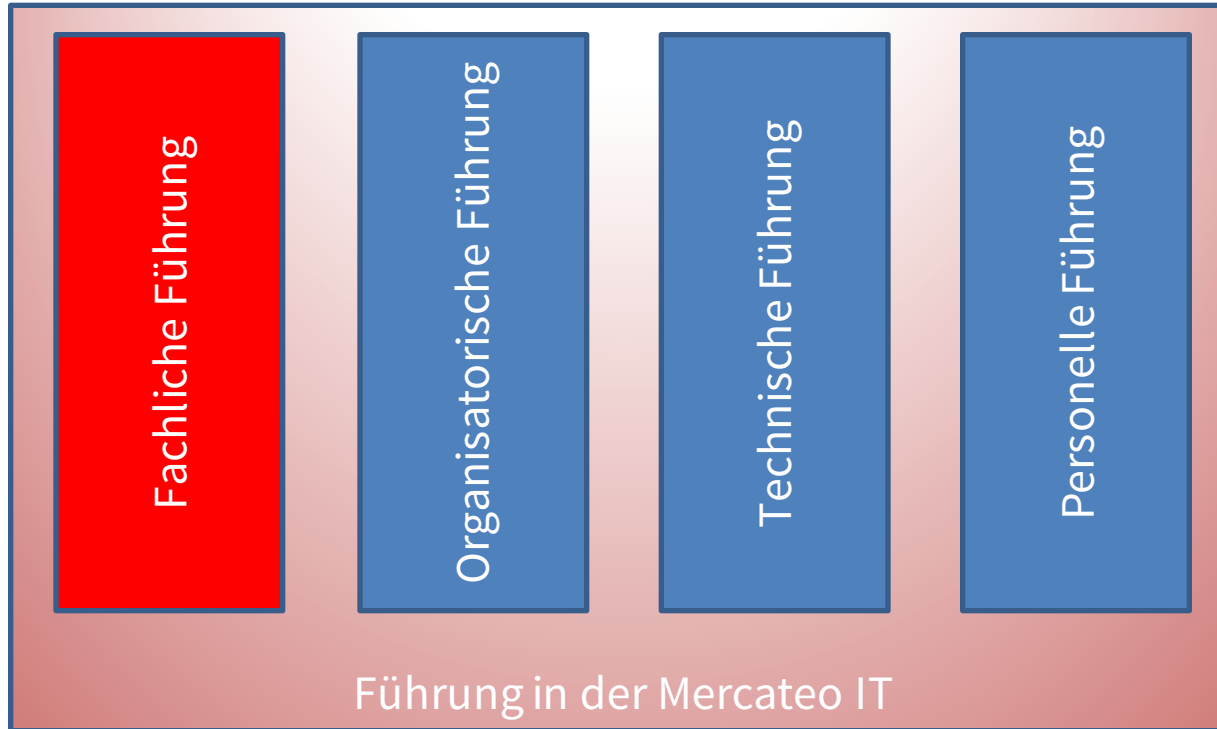 Fachliche Führung
Organisatorische Führung
Technische Führung
Personelle Führung
Führung in der Mercateo IT